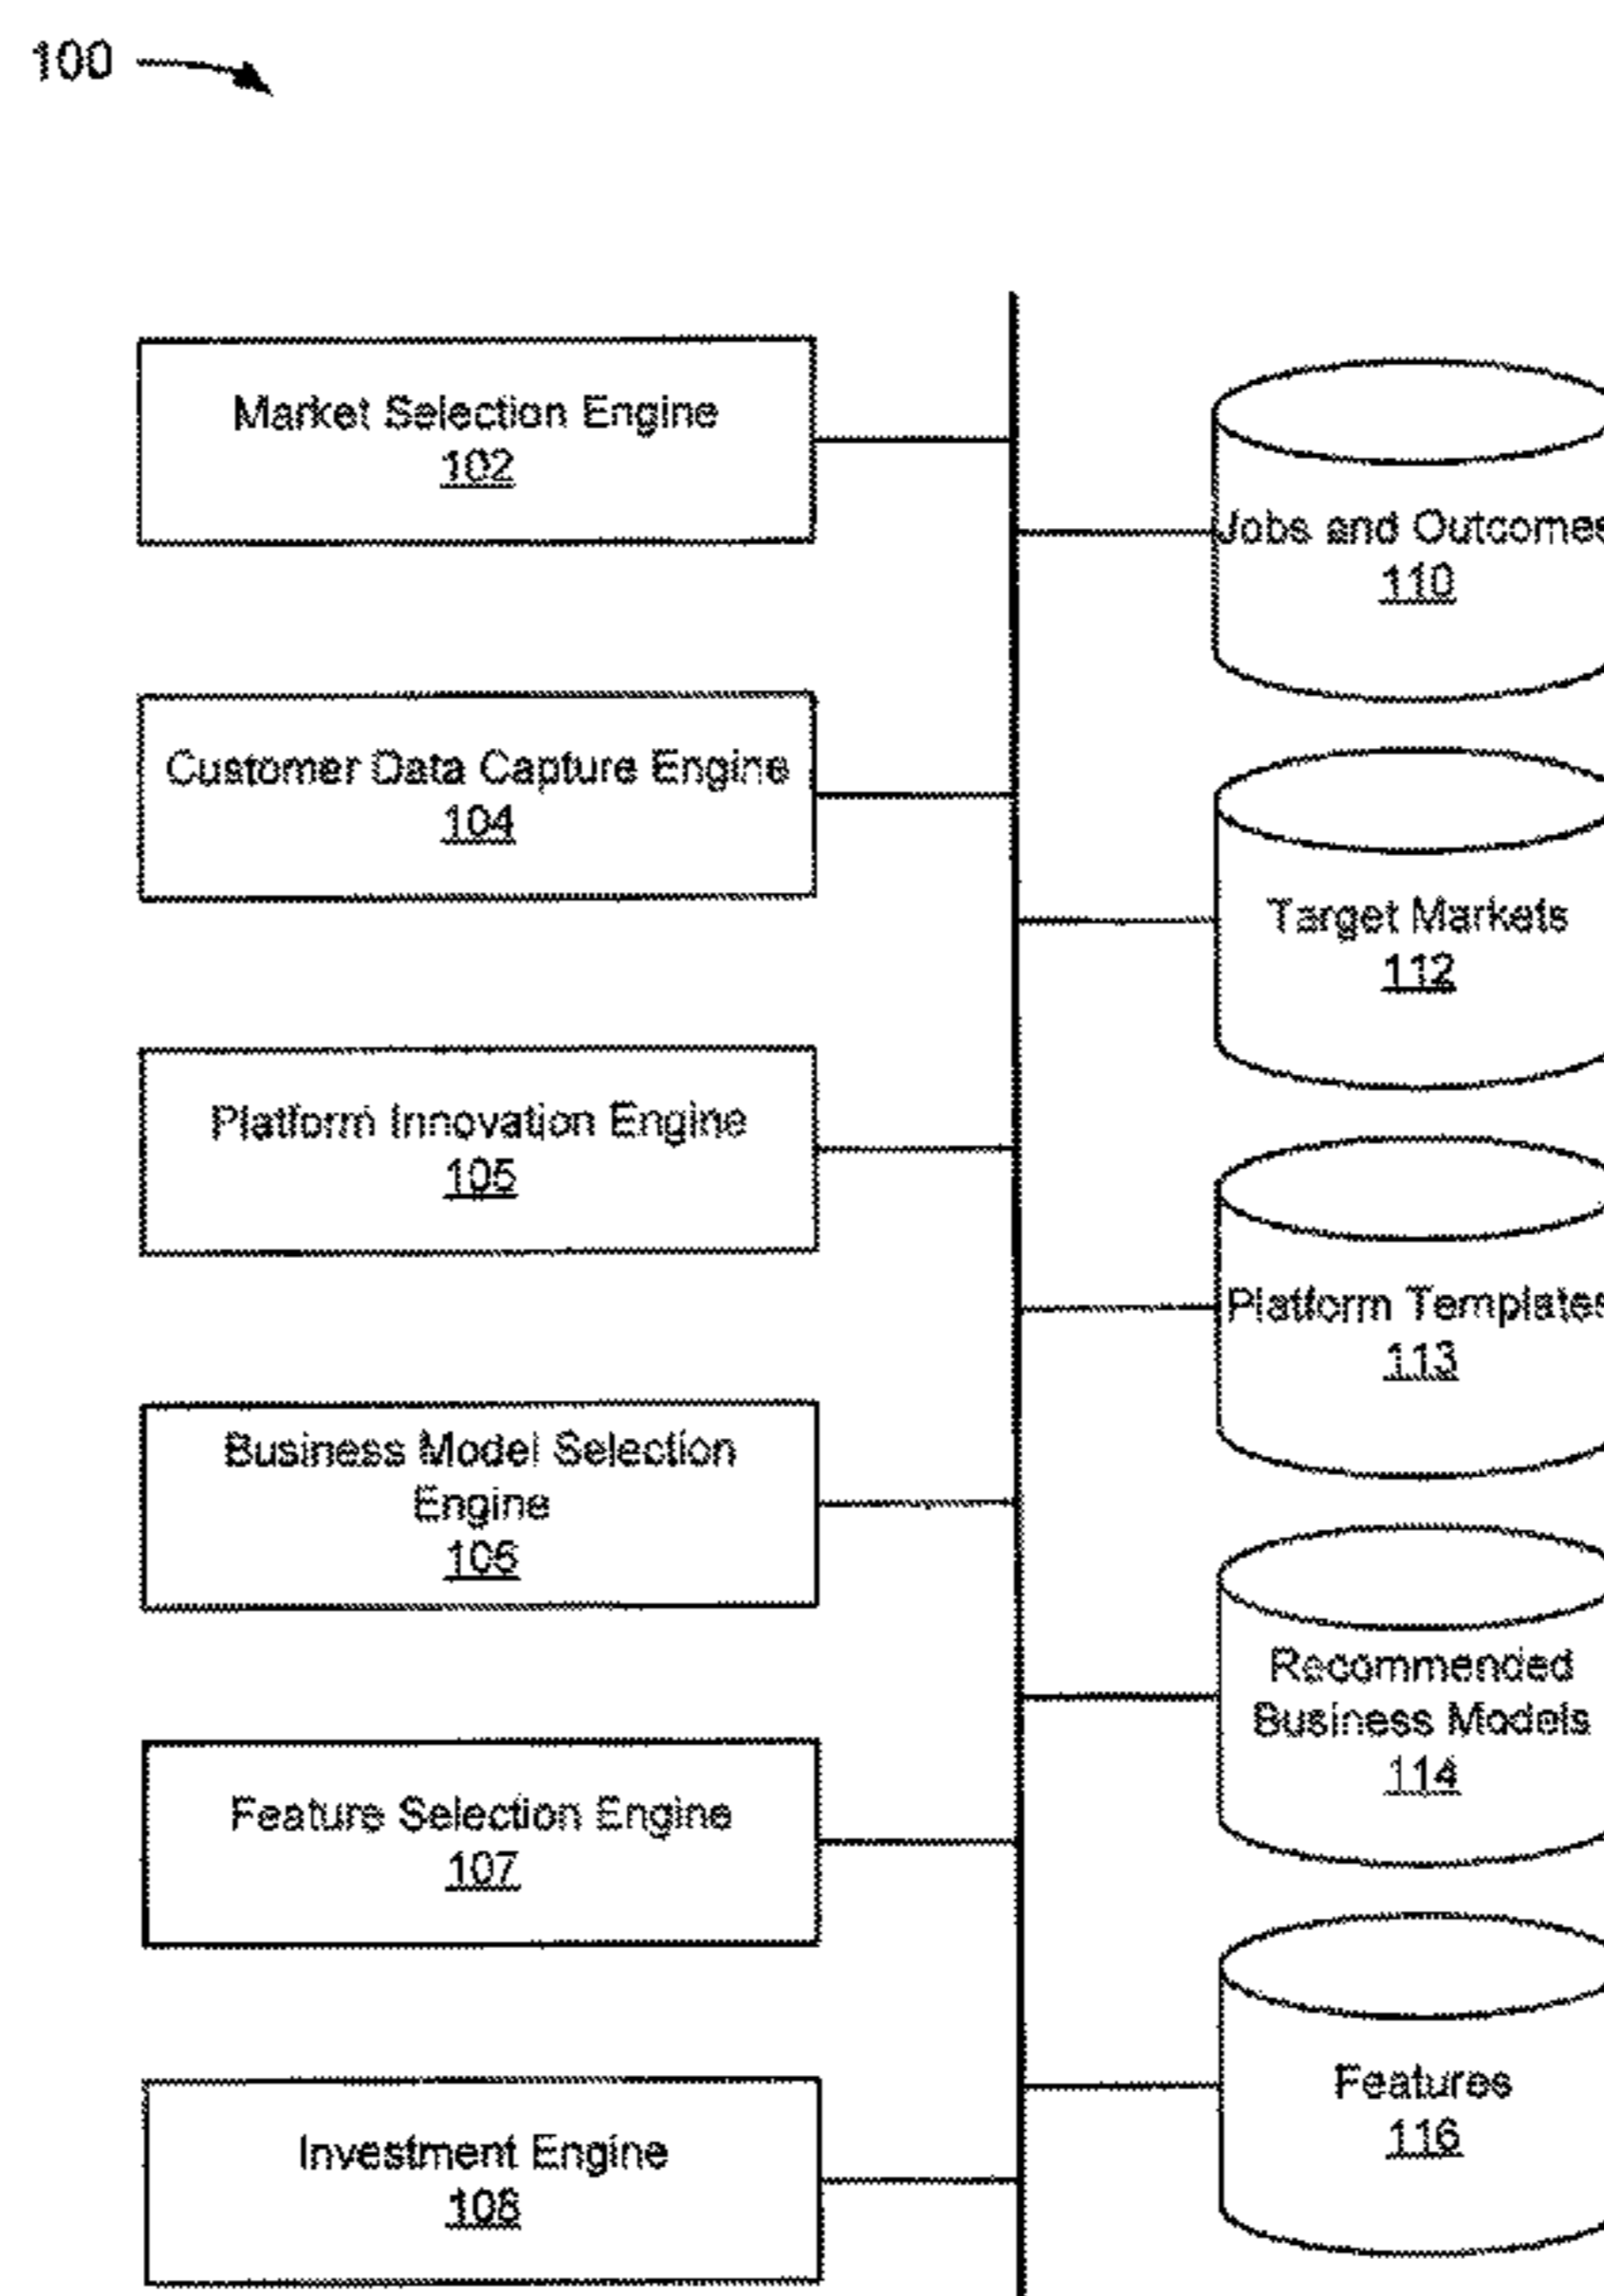 100
Market Selection Engine
102
Customer Data Capture Engine
104
Platform Innovation Engine
105
Business Model Selection
Engine
106
Feature Selection Engine
107
Investment Engine
108
Jobs and Outcomes
110
Target Markets
112
Platform Templates
113
Recommended
Business Models
114
Features
116